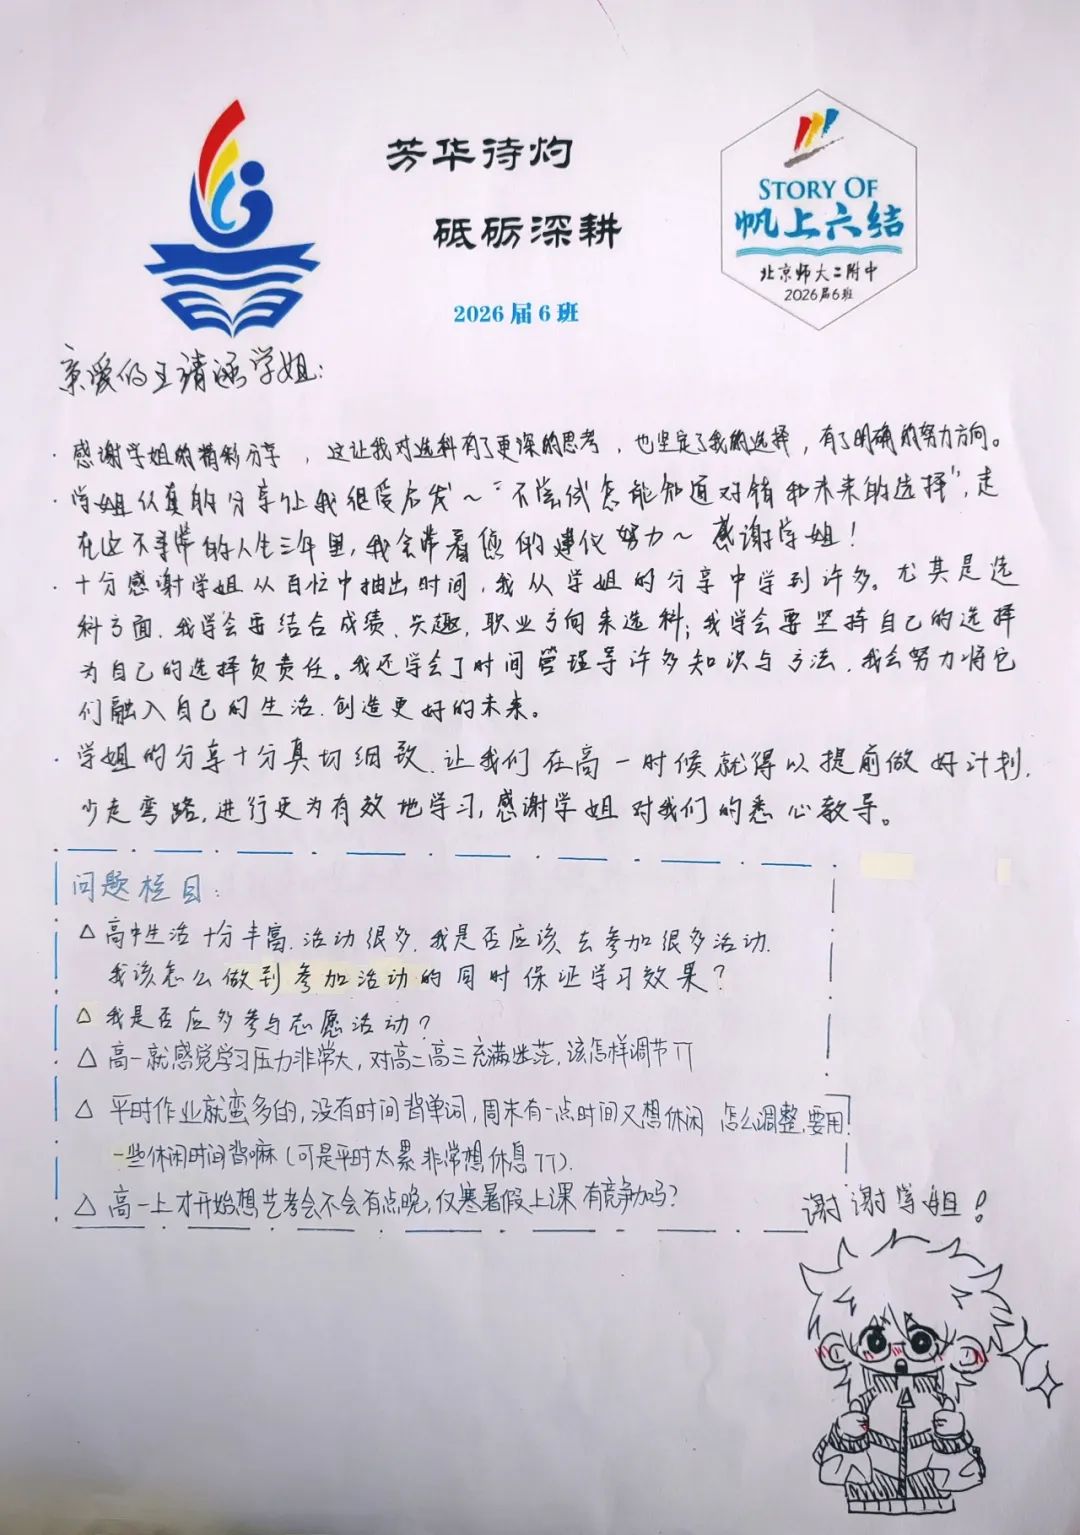 芳华待灼
砥砺深耕
2026届6班
STORY OF
帆上六结
北京师大二附中
2026届6班
亲爱的王清涵学姐：
· 感谢学姐的精彩分享，这让我对选科有了更深的思考，也坚定了我的选择，有了明确的努力方向。
· 学姐认真的分享让我很受启发～“不尝试怎能知道对错和未来的选择”，走
在这不寻常的人生三年里，我会带着您的建议努力～感谢学姐！
· 十分感谢学姐从百忙中抽出时间，我从学姐的分享中学到许多。尤其是选
科方面，我学会要结合成绩、兴趣、职业方向来选科；我学会要坚持自己的选择
为自己的选择负责任。我还学会了时间管理等许多知识与方法，我会努力将它
们融入自己的生活，创造更好的未来。
· 学姐的分享十分真切细致，让我们在高一时候就得以提前做好计划，
少走弯路，进行更为有效地学习，感谢学姐对我们的悉心教导。
问题栏目：
△ 高中生活十分丰富，活动很多，我是否应该去参加很多活动，
我该怎么做到参加活动的同时保证学习效果？
△ 我是否应多参与志愿活动？
△ 高一就感觉学习压力非常大，对高二高三充满迷茫，该怎样调节TT
△ 平时作业就蛮多的，没有时间背单词，周末有一点时间又想休闲 怎么调整，要用
一些休闲时间背嘛（可是平时太累非常想休息TT）.
△ 高一上才开始想艺考会不会有点晚，仅寒暑假上课有竞争力吗？
谢谢学姐！